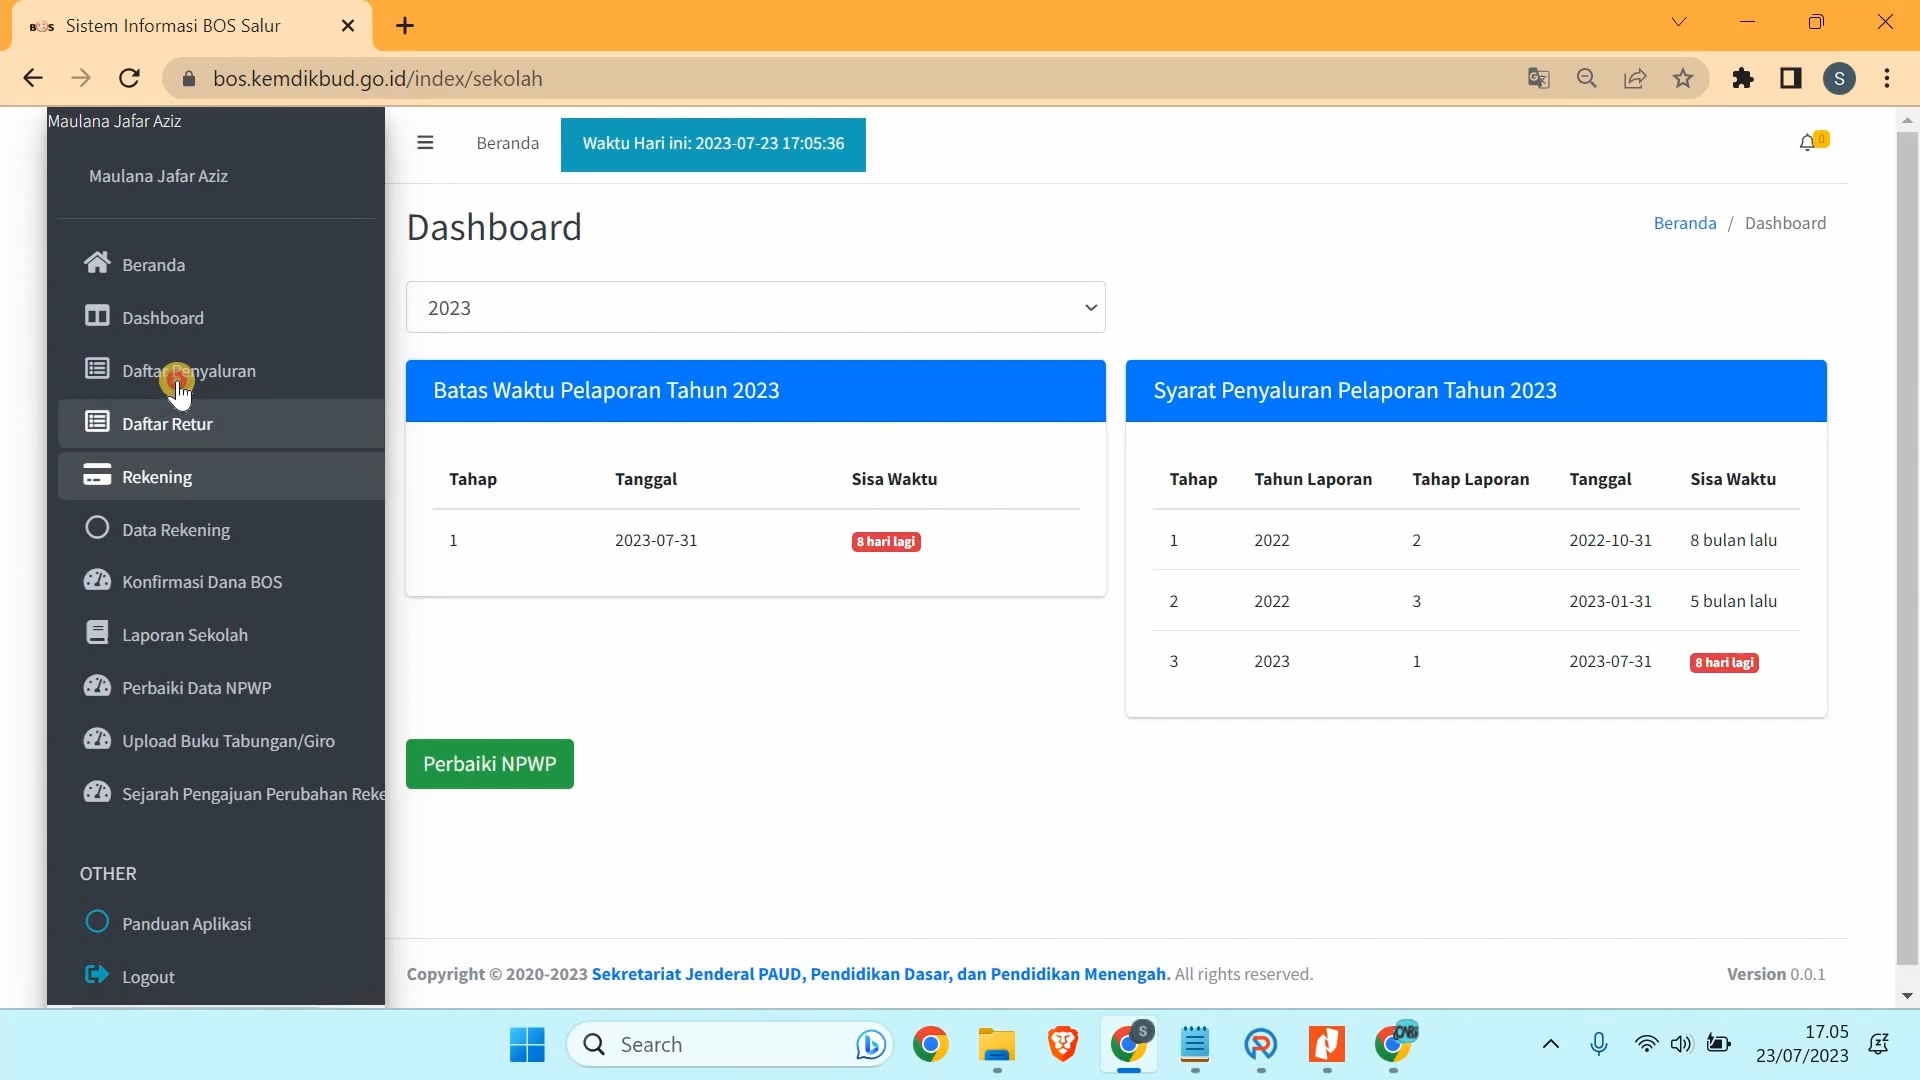 Sistem Informasi BOS Salur
bos.kemdikbud.go.id/index/sekolah
S
Maulana Jafar Aziz
Maulana Jafar Aziz
Beranda
Dashboard
Daftar Penyaluran
Daftar Retur
Rekening
Data Rekening
Konfirmasi Dana BOS
Laporan Sekolah
Perbaiki Data NPWP
Upload Buku Tabungan/Giro
Sejarah Pengajuan Perubahan Reke
OTHER
Panduan Aplikasi
Logout
Beranda
Waktu Hari ini: 2023-07-23 17:05:36
0
Dashboard
Beranda / Dashboard
2023
Batas Waktu Pelaporan Tahun 2023
Tahap Tanggal Sisa Waktu
1 2023-07-31 8 hari lagi
Syarat Penyaluran Pelaporan Tahun 2023
Tahap Tahun Laporan Tahap Laporan Tanggal Sisa Waktu
1 2022 2 2022-10-31 8 bulan lalu
2 2022 3 2023-01-31 5 bulan lalu
3 2023 1 2023-07-31 8 hari lagi
Perbaiki NPWP
Copyright © 2020-2023 Sekretariat Jenderal PAUD, Pendidikan Dasar, dan Pendidikan Menengah. All rights reserved.
Version 0.0.1
Search
S
17.05
23/07/2023